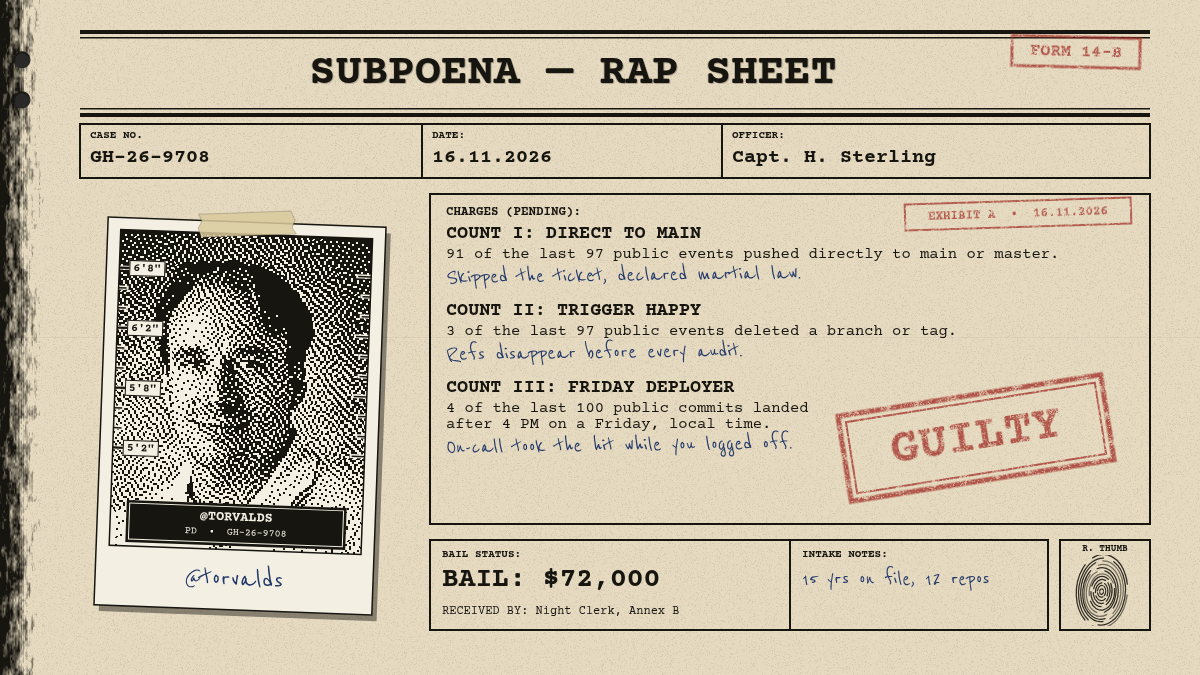 SUBPOENA — RAP SHEET
FORM 14-B
CASE NO.
GH-26-9708
DATE:
16.11.2026
OFFICER:
Capt. H. Sterling
6'8"
6'2"
5'8"
5'2"
@TORVALDS
PD • GH-26-9708
@torvalds
CHARGES (PENDING):
EXHIBIT A • 16.11.2026
COUNT I: DIRECT TO MAIN
91 of the last 97 public events pushed directly to main or master.
Skipped the ticket, declared martial law.
COUNT II: TRIGGER HAPPY
3 of the last 97 public events deleted a branch or tag.
Refs disappear before every audit.
COUNT III: FRIDAY DEPLOYER
4 of the last 100 public commits landed
after 4 PM on a Friday, local time.
On-call took the hit while you logged off.
GUILTY
BAIL STATUS:
BAIL: $72,000
RECEIVED BY: Night Clerk, Annex B
INTAKE NOTES:
15 yrs on file, 12 repos
R. THUMB